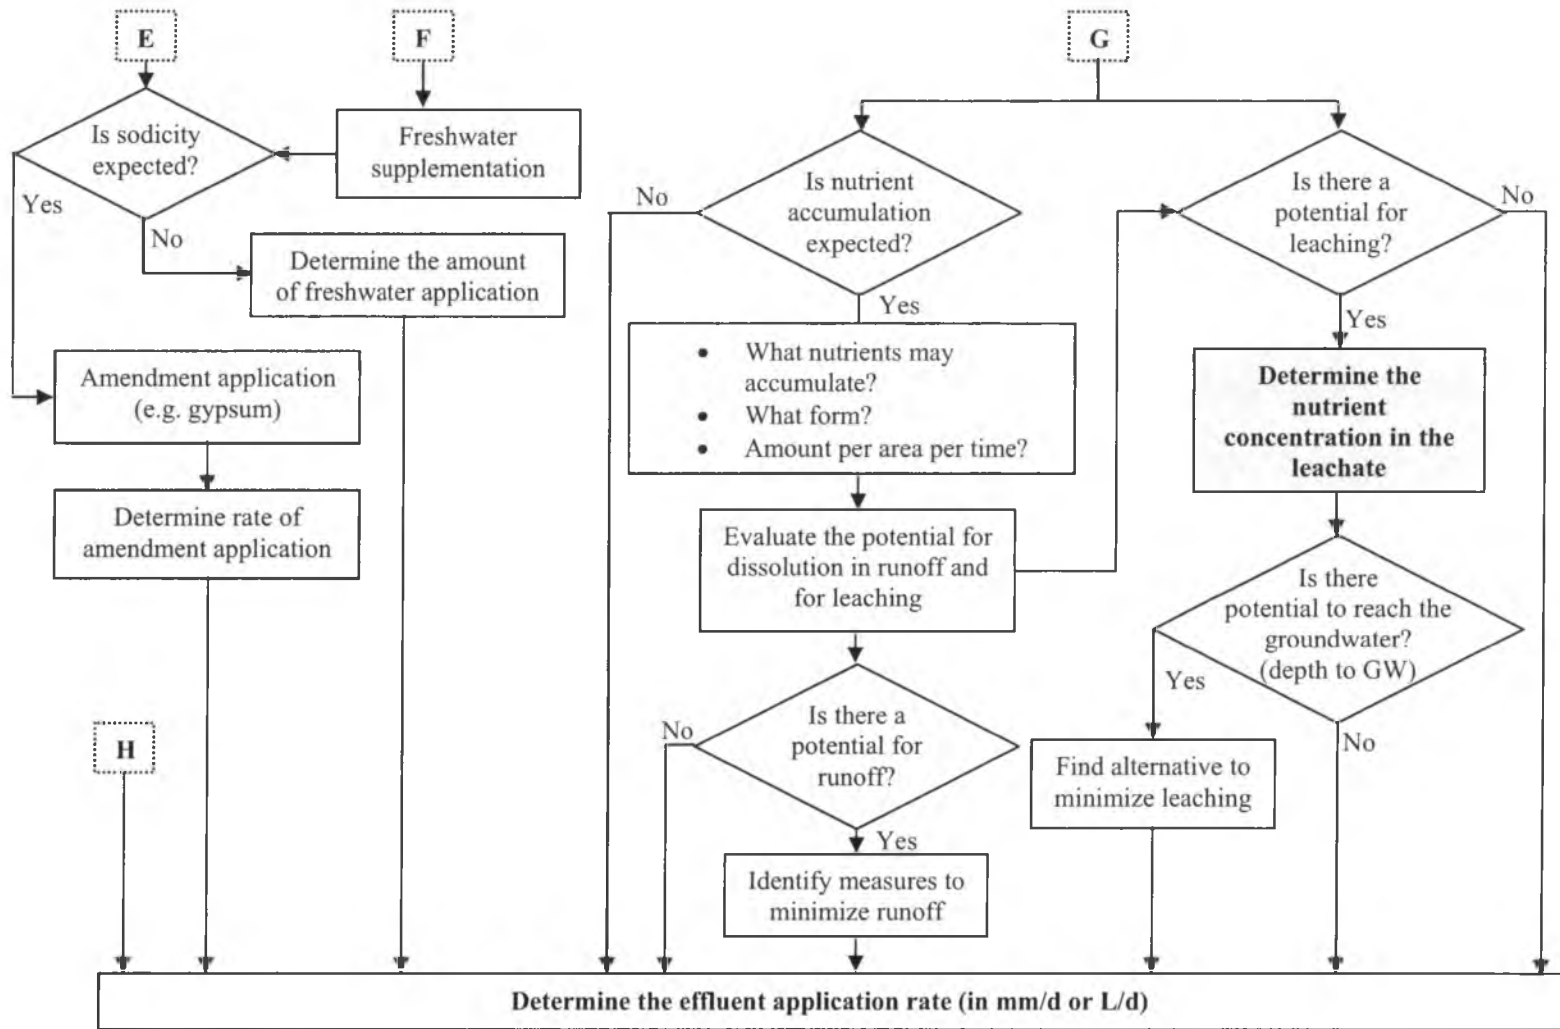 E
F
G
Is sodicity
expected?
Freshwater
supplementation
Yes
No
Determine the amount
of freshwater application
Amendment application
(e.g. gypsum)
Determine rate of
amendment application
H
No
Is nutrient
accumulation
expected?
Yes
• What nutrients may
accumulate?
• What form?
• Amount per area per time?
Evaluate the potential for
dissolution in runoff and
for leaching
No
Is there a
potential for
runoff?
Yes
Identify measures to
minimize runoff
Is there a
potential for
leaching?
No
Yes
Determine the
nutrient
concentration in the
leachate
Is there
potential to reach the
groundwater?
(depth to GW)
Yes
No
Find alternative to
minimize leaching
Determine the effluent application rate (in mm/d or L/d)